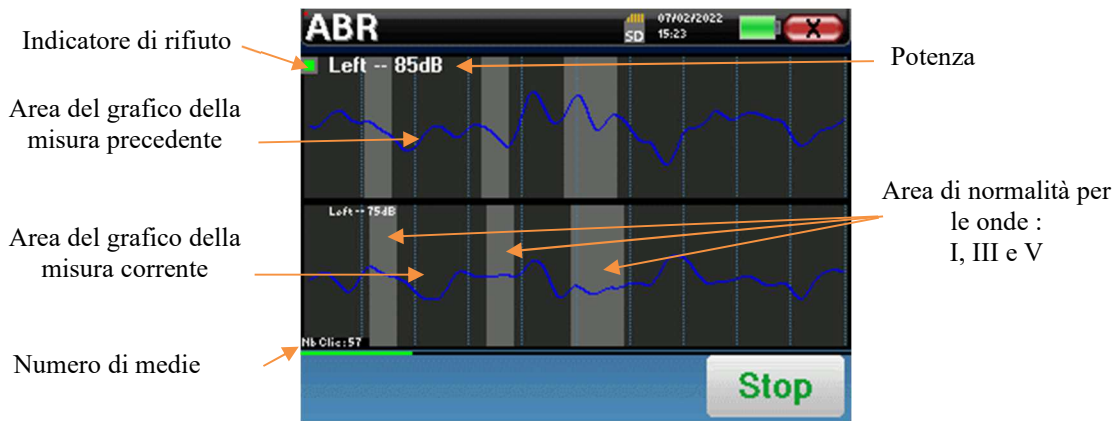 ABR
SD
07/02/2022
15:23
X
Indicatore di rifiuto
Left -- 85dB
Potenza
Area del grafico della
misura precedente
Left -- 75dB
Area di normalità per
le onde :
I, III e V
Area del grafico della
misura corrente
Nb Clic:57
Numero di medie
Stop